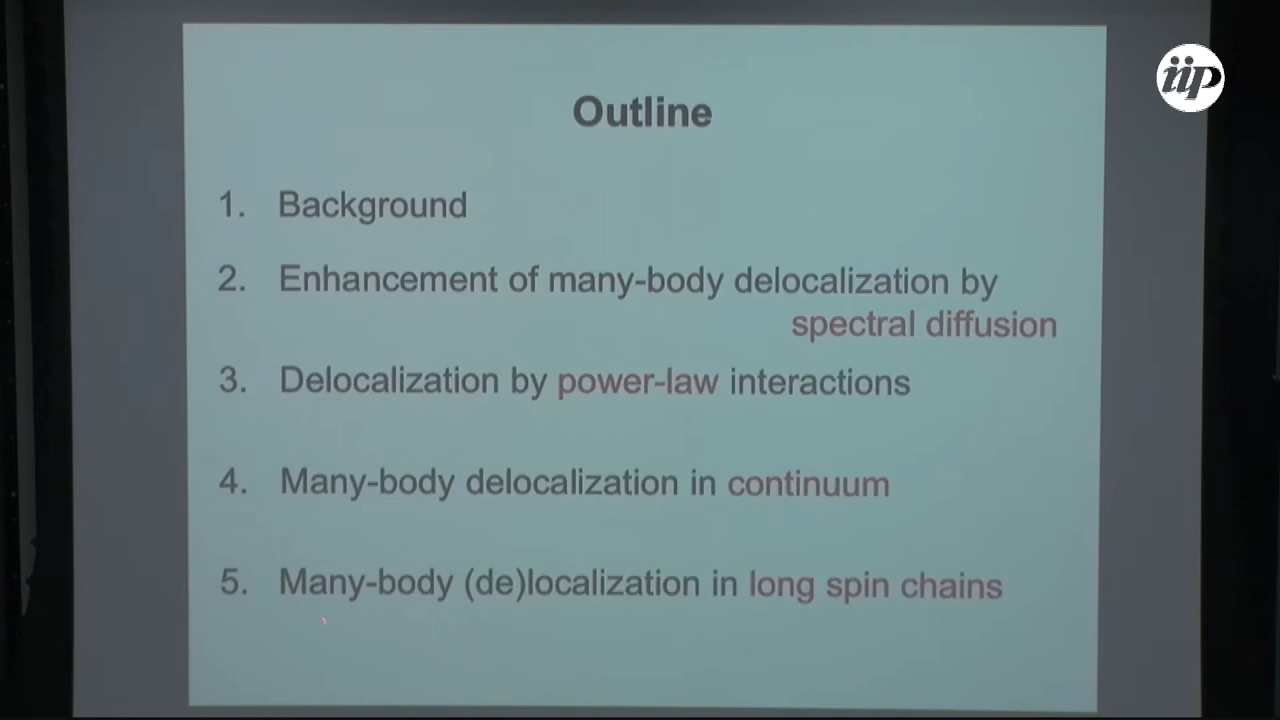 iip
Outline
1. Background
2. Enhancement of many-body delocalization by
spectral diffusion
3. Delocalization by power-law interactions
4. Many-body delocalization in continuum
5. Many-body (de)localization in long spin chains